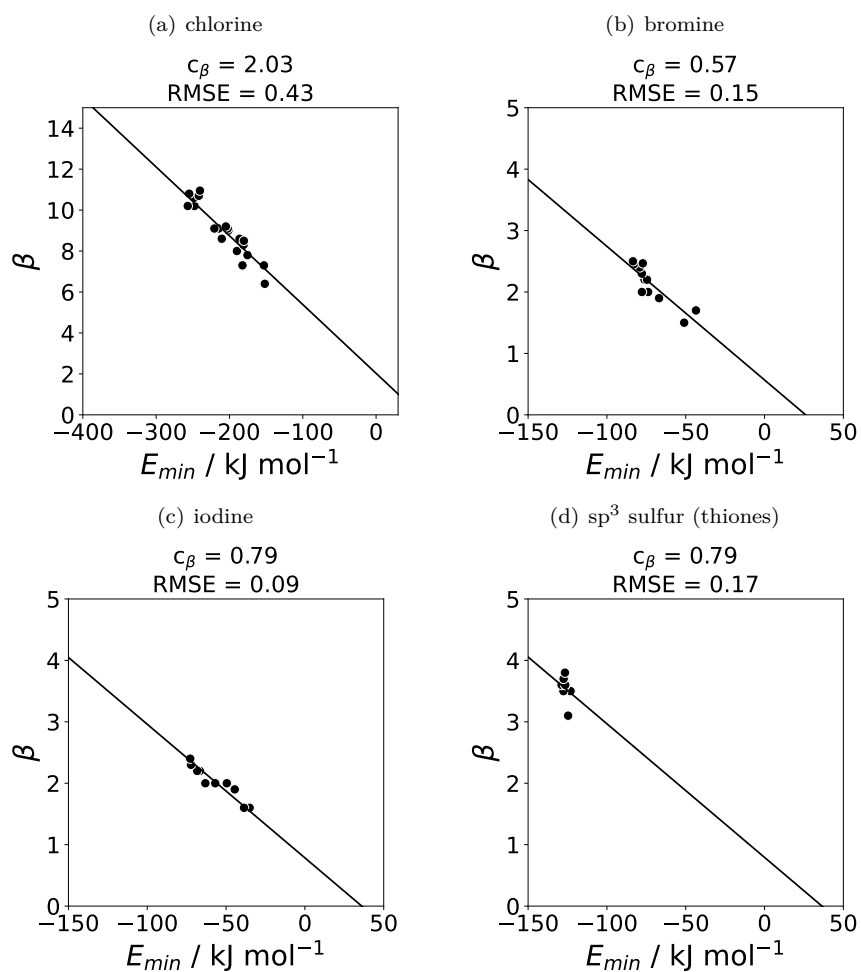 (a) chlorine
c_β = 2.03
RMSE = 0.43
14
12
10
8
6
4
2
0
β
−400 −300 −200 −100 0
E_min / kJ mol⁻¹
(b) bromine
c_β = 0.57
RMSE = 0.15
5
4
3
2
1
0
β
−150 −100 −50 0 50
E_min / kJ mol⁻¹
(c) iodine
c_β = 0.79
RMSE = 0.09
5
4
3
2
1
0
β
−150 −100 −50 0 50
E_min / kJ mol⁻¹
(d) sp³ sulfur (thiones)
c_β = 0.79
RMSE = 0.17
5
4
3
2
1
0
β
−150 −100 −50 0 50
E_min / kJ mol⁻¹